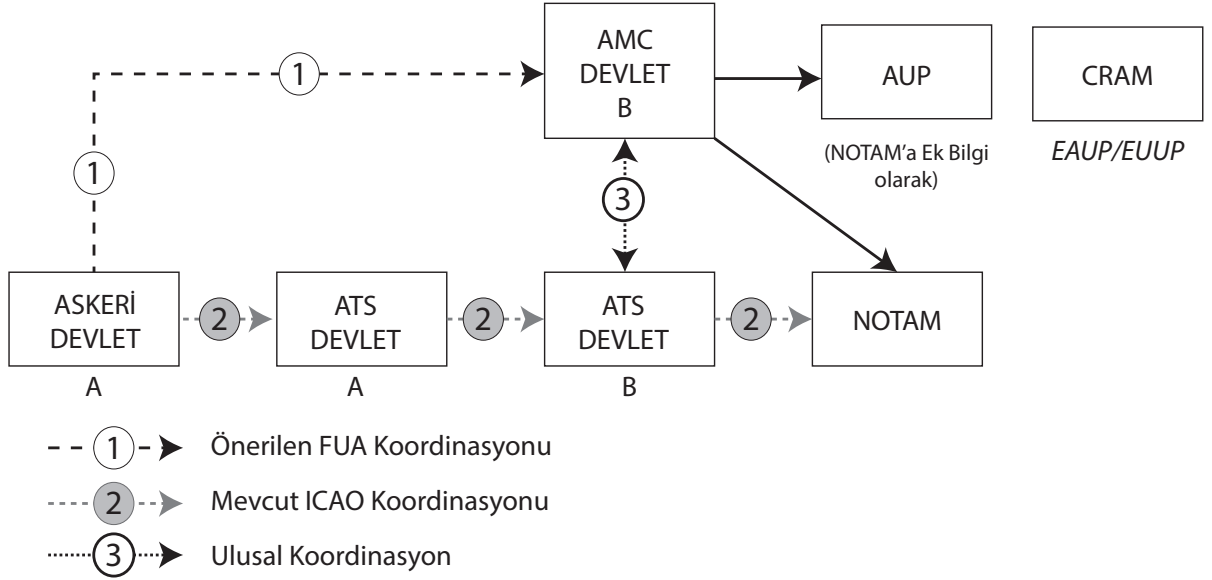 AMC
DEVLET
B
AUP
CRAM
1
(NOTAM'a Ek Bilgi
olarak)
EAUP/EUUP
1
3
ASKERİ
DEVLET
2
ATS
DEVLET
2
ATS
DEVLET
2
NOTAM
A
A
B
1 Önerilen FUA Koordinasyonu
2 Mevcut ICAO Koordinasyonu
3 Ulusal Koordinasyon